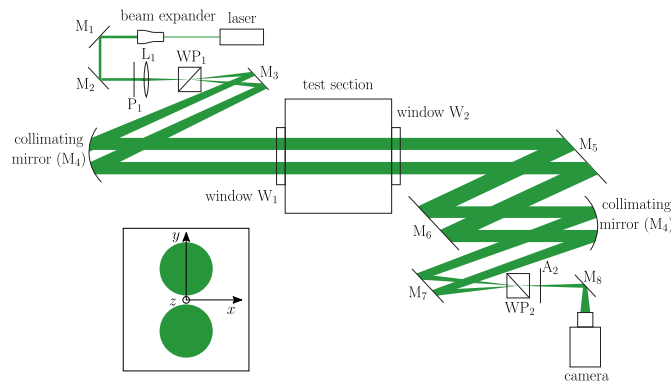 beam expander
laser
M1
L1
WP1
M2
P1
M3
test section
window W2
collimating
mirror (M4)
M5
window W1
collimating
mirror (M4)
M6
y
z
x
M7
A2
M8
WP2
camera